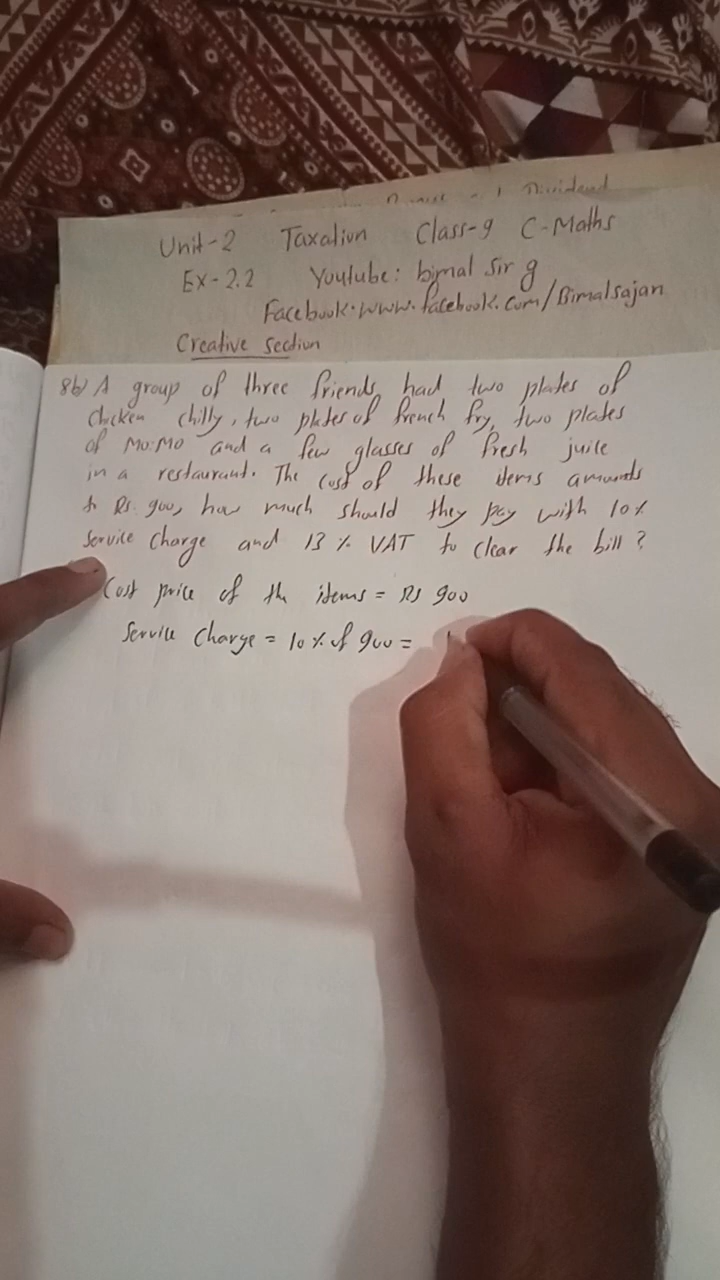 Dividend
Unit-2 Taxation Class-9 C-Maths
Ex-2.2 Youtube: bimal sir g
Facebook.www.facebook.com/Bimalsajan
Creative section
8b) A group of three friends had two plates of
chicken chilly, two plates of french fry, two plates
of Mo:Mo and a few glasses of fresh juice
in a restaurant. The cost of these items amounts
to Rs. 900, how much should they pay with 10%
service charge and 13% VAT to clear the bill?
Cost price of the items = Rs 900
Service Charge = 10% of 900 =